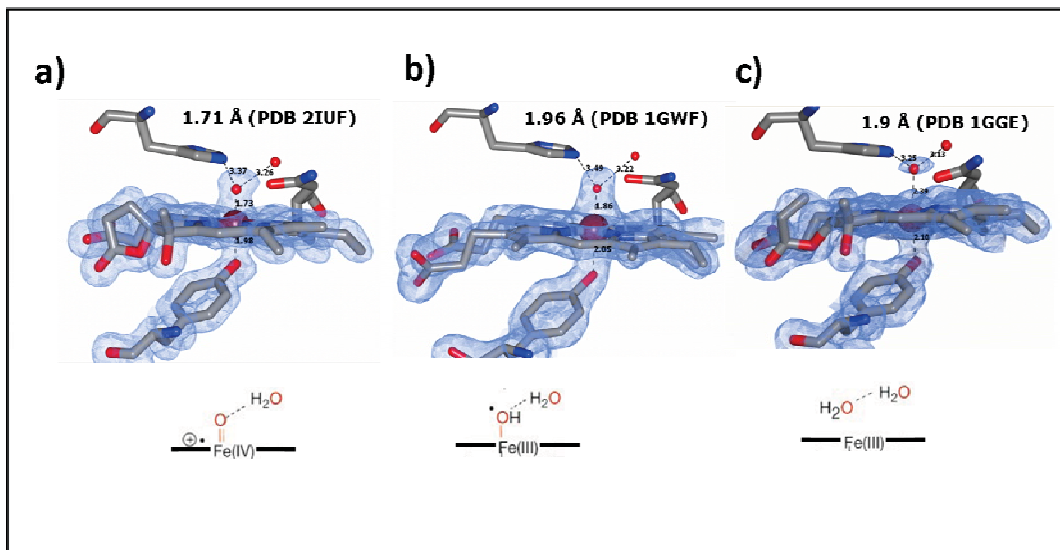 a)
1.71 Å (PDB 2IUF)
3.37
3.26
1.73
1.98
H₂O
O
⊕• Fe(IV)
b)
1.96 Å (PDB 1GWF)
3.49
3.22
1.86
2.05
H₂O
•OH
Fe(III)
c)
1.9 Å (PDB 1GGE)
3.25
3.13
2.10
H₂O
H₂O
Fe(III)